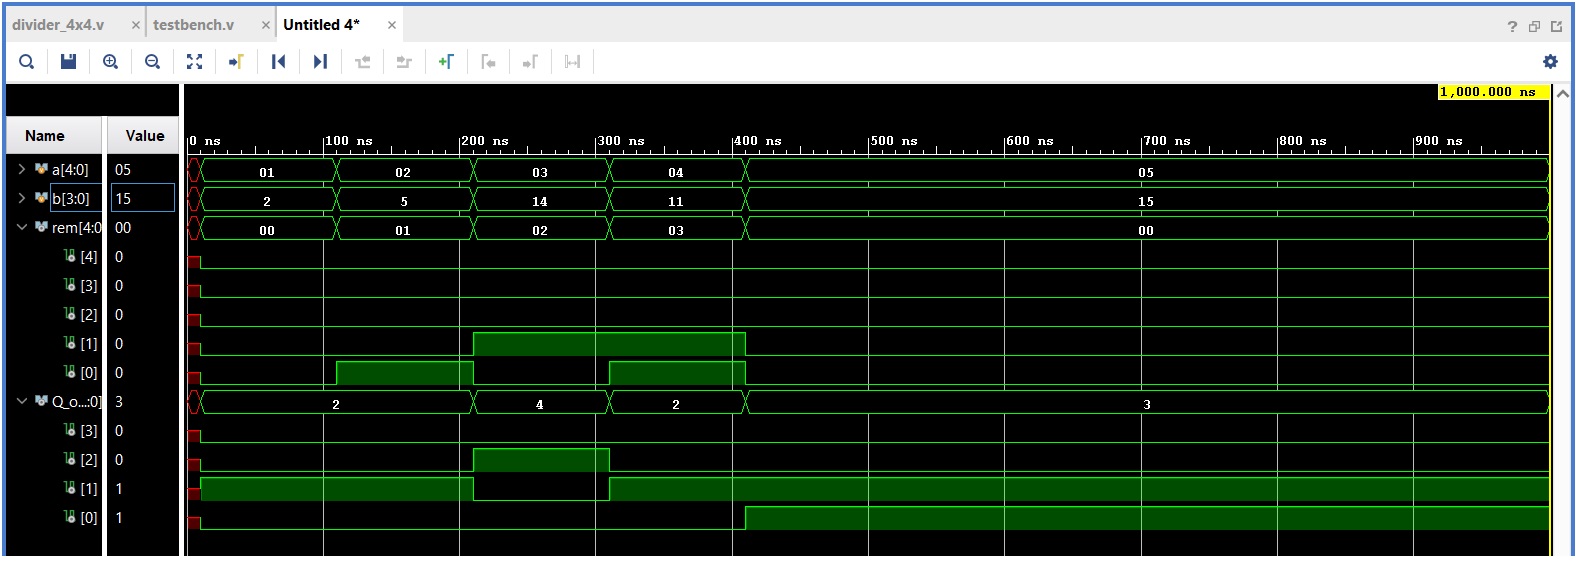 divider_4x4.v × testbench.v × Untitled 4* ×
?
1,000.000 ns
Name Value
0 ns 100 ns 200 ns 300 ns 400 ns 500 ns 600 ns 700 ns 800 ns 900 ns
a[4:0] 05 01 02 03 04 05
b[3:0] 15 2 5 14 11 15
rem[4:0 00 00 01 02 03 00
[4] 0
[3] 0
[2] 0
[1] 0
[0] 0
Q_o...:0] 3 2 4 2 3
[3] 0
[2] 0
[1] 1
[0] 1